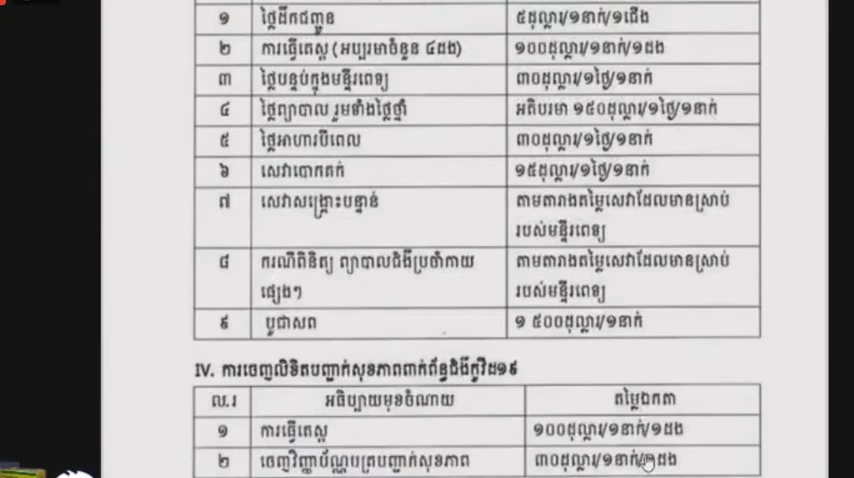 ១ ថ្លៃដឹកជញ្ជូន ៥ដុល្លារ/១នាក់/១ជើង
២ ការធ្វើតេស្ត (អប្បរមាចំនួន ៤ដង) ១០០ដុល្លារ/១នាក់/១ដង
៣ ថ្លៃបន្ទប់ក្នុងមន្ទីរពេទ្យ ៣០ដុល្លារ/១ថ្ងៃ/១នាក់
៤ ថ្លៃព្យាបាល រួមទាំងថ្លៃថ្នាំ អតិបរមា ១៥០ដុល្លារ/១ថ្ងៃ/១នាក់
៥ ថ្លៃអាហារបីពេល ៣០ដុល្លារ/១ថ្ងៃ/១នាក់
៦ សេវាបោកគក់ ១៥ដុល្លារ/១ថ្ងៃ/១នាក់
៧ សេវាសង្គ្រោះបន្ទាន់ តាមតារាងតម្លៃសេវាដែលមានស្រាប់
របស់មន្ទីរពេទ្យ
៨ ករណីពិនិត្យ ព្យាបាលជំងឺប្រចាំកាយ តាមតារាងតម្លៃសេវាដែលមានស្រាប់
ផ្សេងៗ របស់មន្ទីរពេទ្យ
៩ បូជាសព ១ ៥០០ដុល្លារ/១នាក់
IV. ការចេញលិខិតបញ្ជាក់សុខភាពពាក់ព័ន្ធជំងឺកូវីដ១៩
ល.រ អធិប្បាយមុខចំណាយ តម្លៃឯកតា
១ ការធ្វើតេស្ត ១០០ដុល្លារ/១នាក់/១ដង
២ ចេញវិញ្ញាប័ណ្ណបត្របញ្ជាក់សុខភាព ៣០ដុល្លារ/១នាក់/១ដង